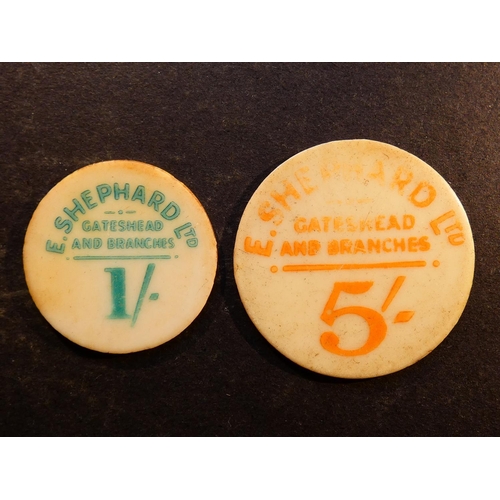 E. SHEPHARD LTD
GATESHEAD
AND BRANCHES
1/-
E. SHEPHARD LTD
GATESHEAD
AND BRANCHES
5/-